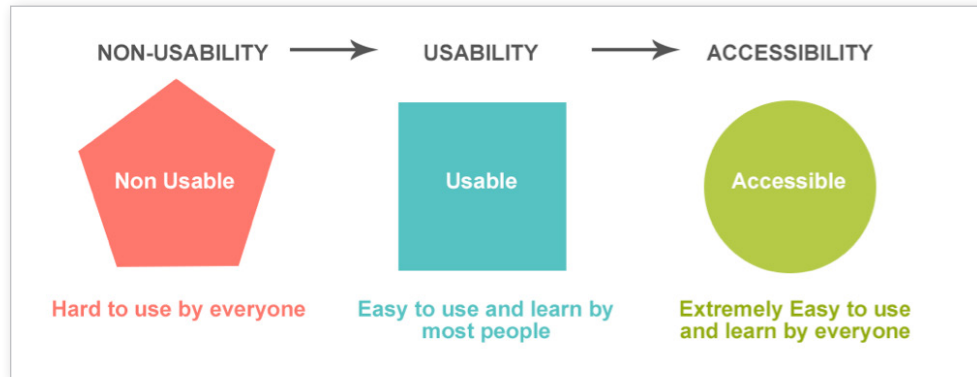 NON-USABILITY
USABILITY
ACCESSIBILITY
Non Usable
Usable
Accessible
Hard to use by everyone
Easy to use and learn by
most people
Extremely Easy to use
and learn by everyone